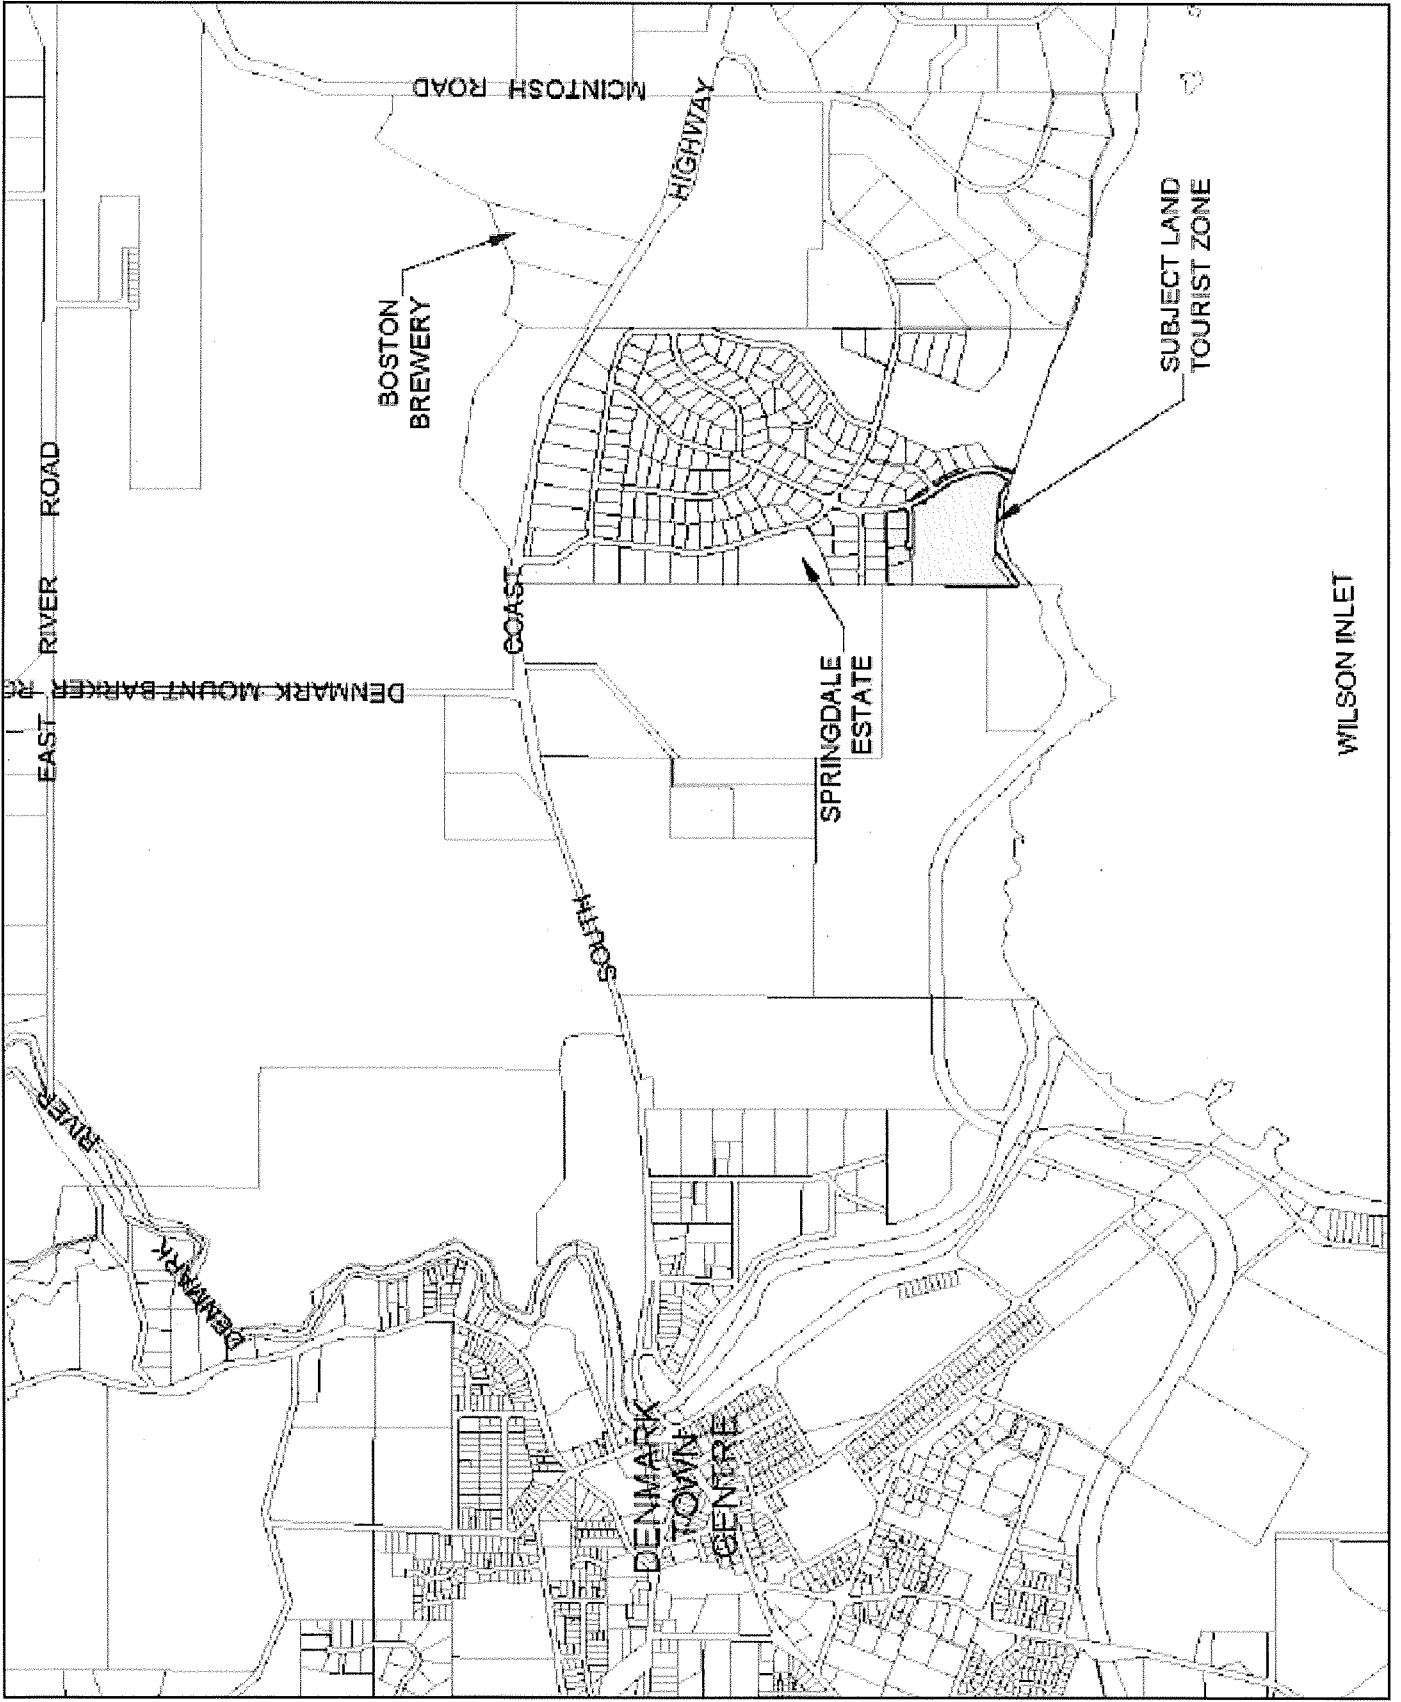 MCINTOSH ROAD
HIGHWAY
BOSTON
BREWERY
SUBJECT LAND
TOURIST ZONE
EAST RIVER ROAD
COAST
DENMARK MOUNT BARKER RD
SPRINGDALE
ESTATE
WILSON INLET
SOUTH
DENMARK RIVER
DENMARK
TOWN
CENTRE